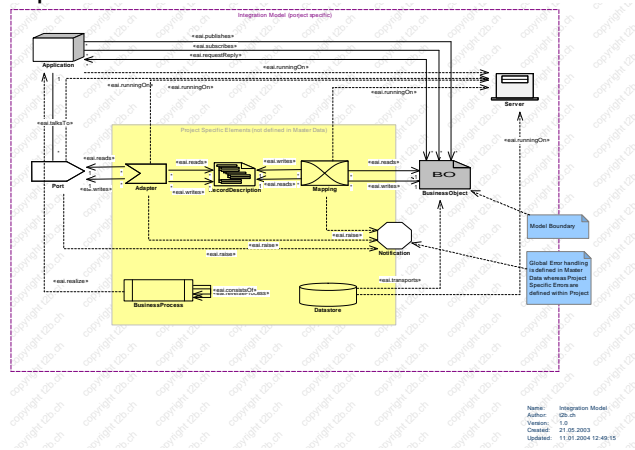 Integration Model (porject specific)
«eai.publishes»
«eai.subscribes»
«eai.requestReply»
Application
«eai.runningOn»
«eai.runningOn»
«eai.runningOn»
«eai.runningOn»
Server
«eai.talksTo»
«eai.runningOn»
Project Specific Elements (not defined in Master Data)
«eai.reads»
«eai.reads»
«eai.writes»
«eai.reads»
Port
«eai.writes»
Adapter
«eai.writes»
RecordDescription
«eai.reads»
Mapping
«eai.writes»
BO
BusinessObject
Model Boundary
«eai.raise»
«eai.raise»
«eai.raise»
Notification
Global Error handling
is defined in Master
Data whereas Project
Specific Errors are
defined within Project
«eai.realize»
«eai.consistsOf»
«eai.transports»
BusinessProcess
Datastore
Name: Integration Model
Author: t2b.ch
Version: 1.0
Created: 21.05.2003
Updated: 11.01.2004 12:49:15
copyright t2b.ch